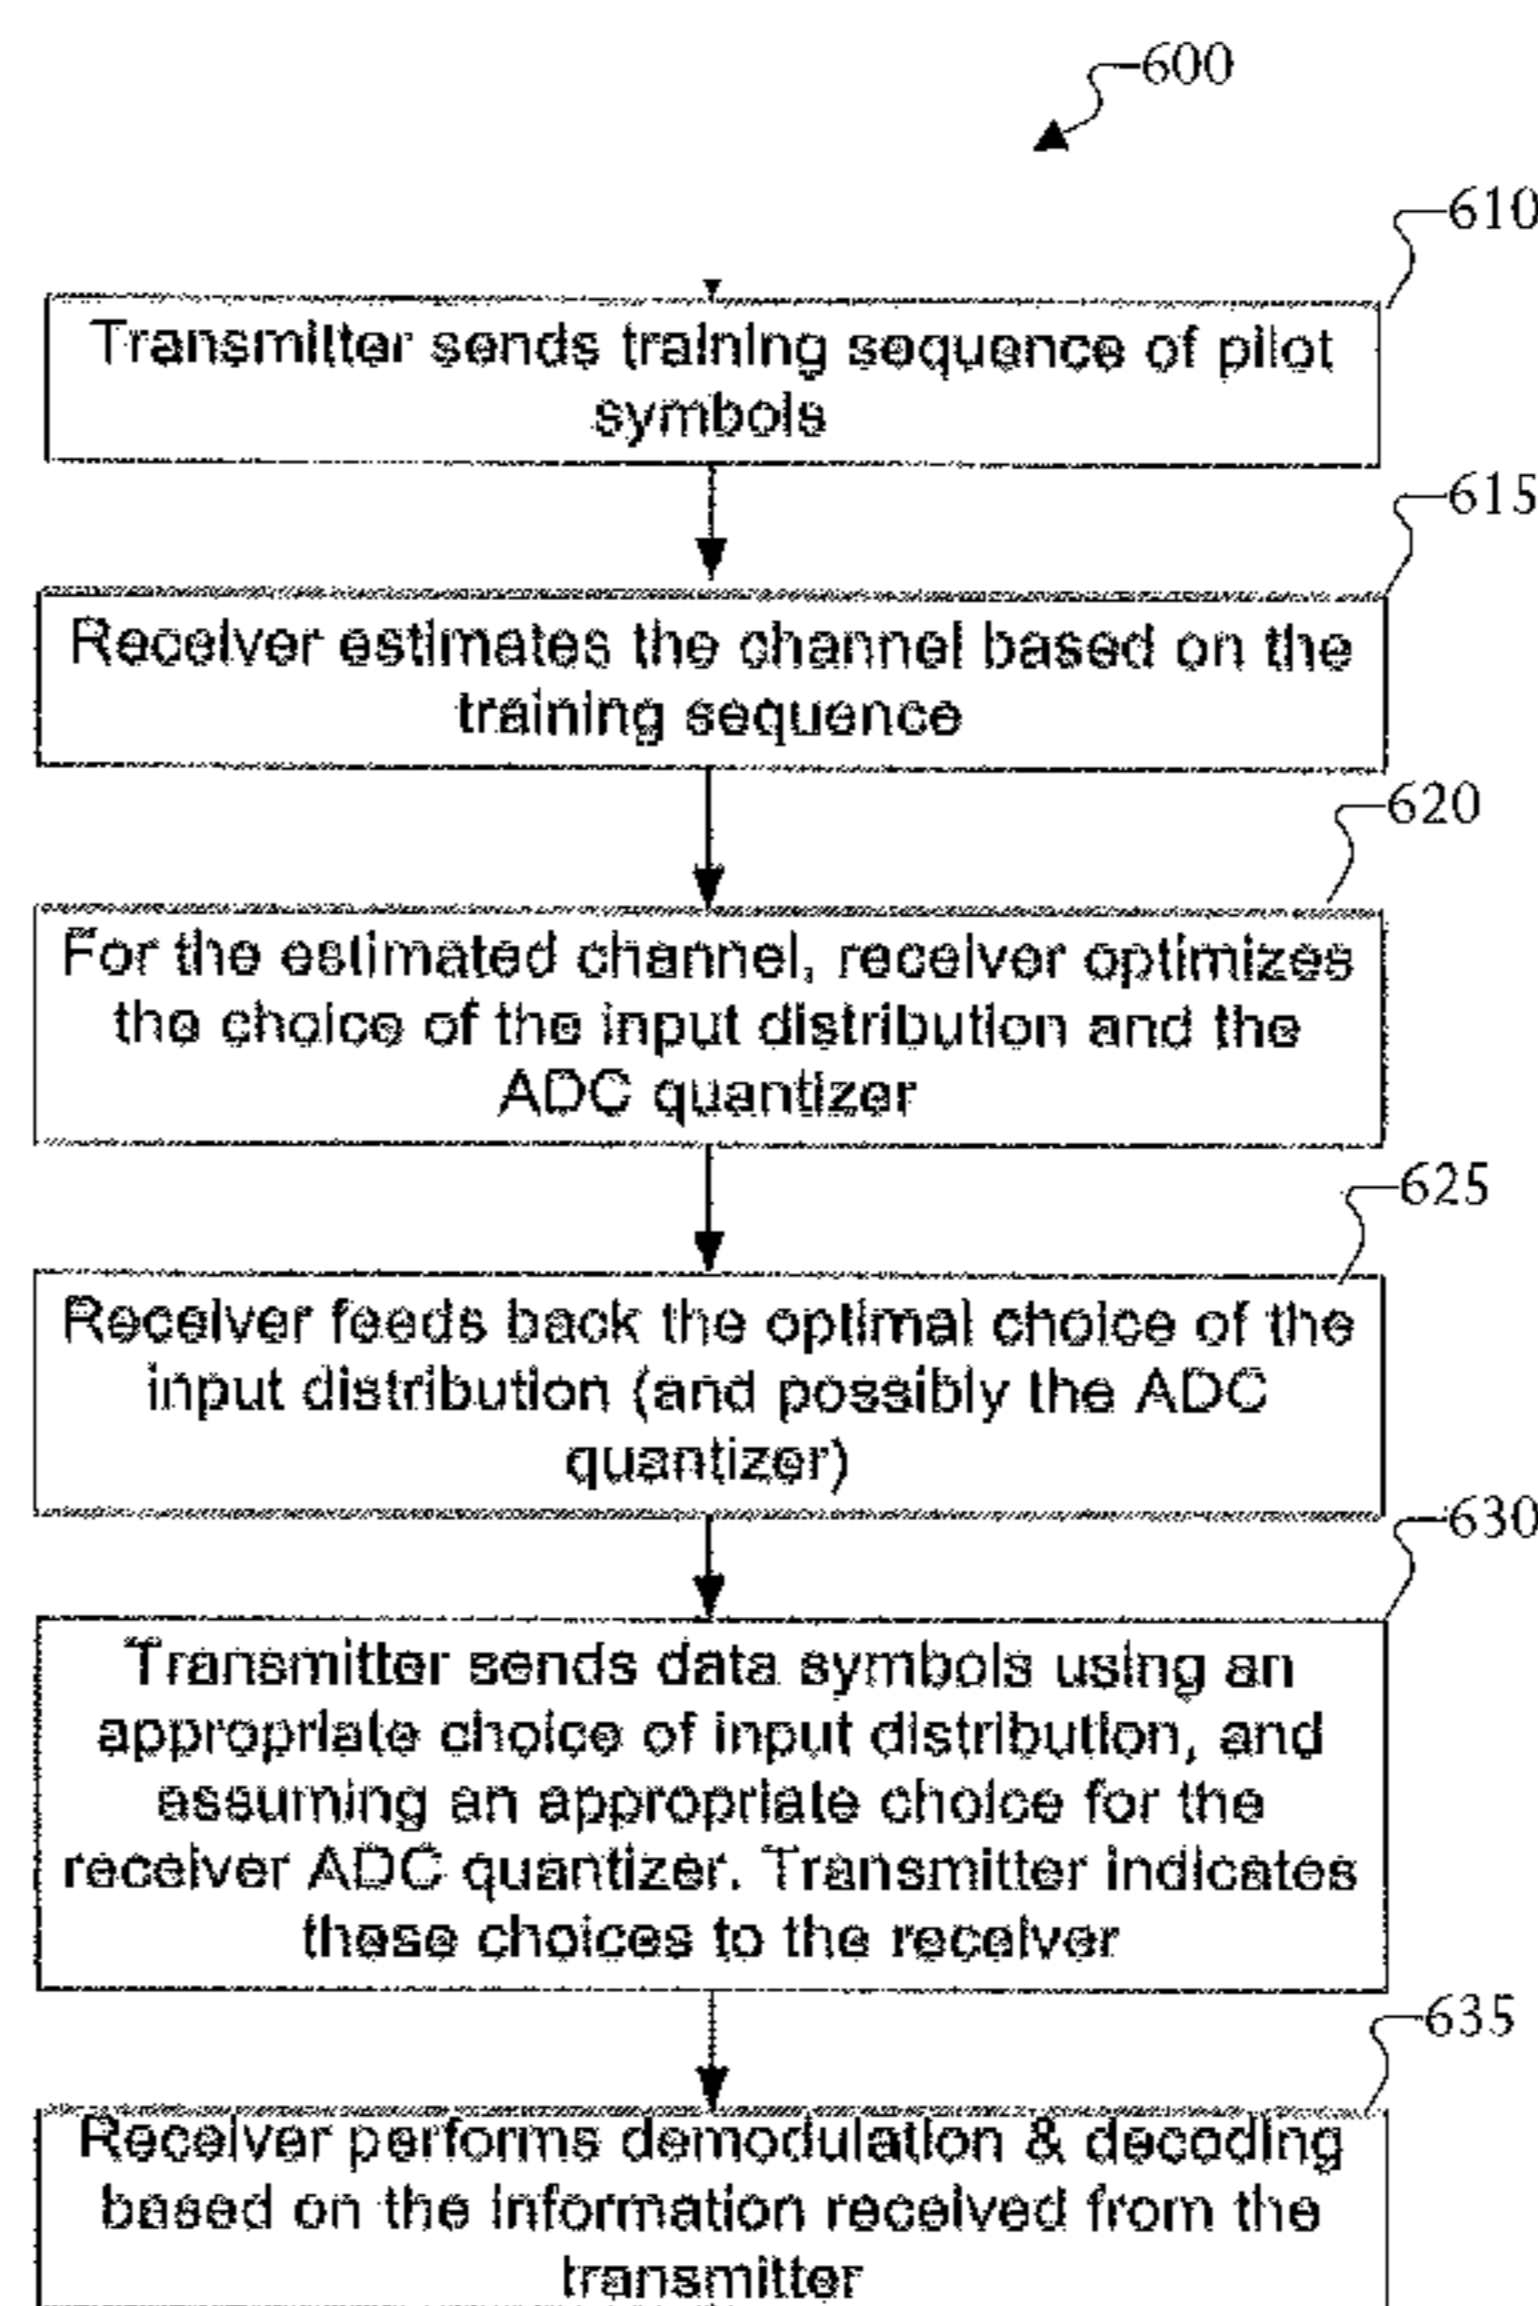 600
610
Transmitter sends training sequence of pilot
symbols
615
Receiver estimates the channel based on the
training sequence
620
For the estimated channel, receiver optimizes
the choice of the input distribution and the
ADC quantizer
625
Receiver feeds back the optimal choice of the
input distribution (and possibly the ADC
quantizer)
630
Transmitter sends data symbols using an
appropriate choice of input distribution, and
assuming an appropriate choice for the
receiver ADC quantizer. Transmitter indicates
these choices to the receiver
635
Receiver performs demodulation & decoding
based on the information received from the
transmitter